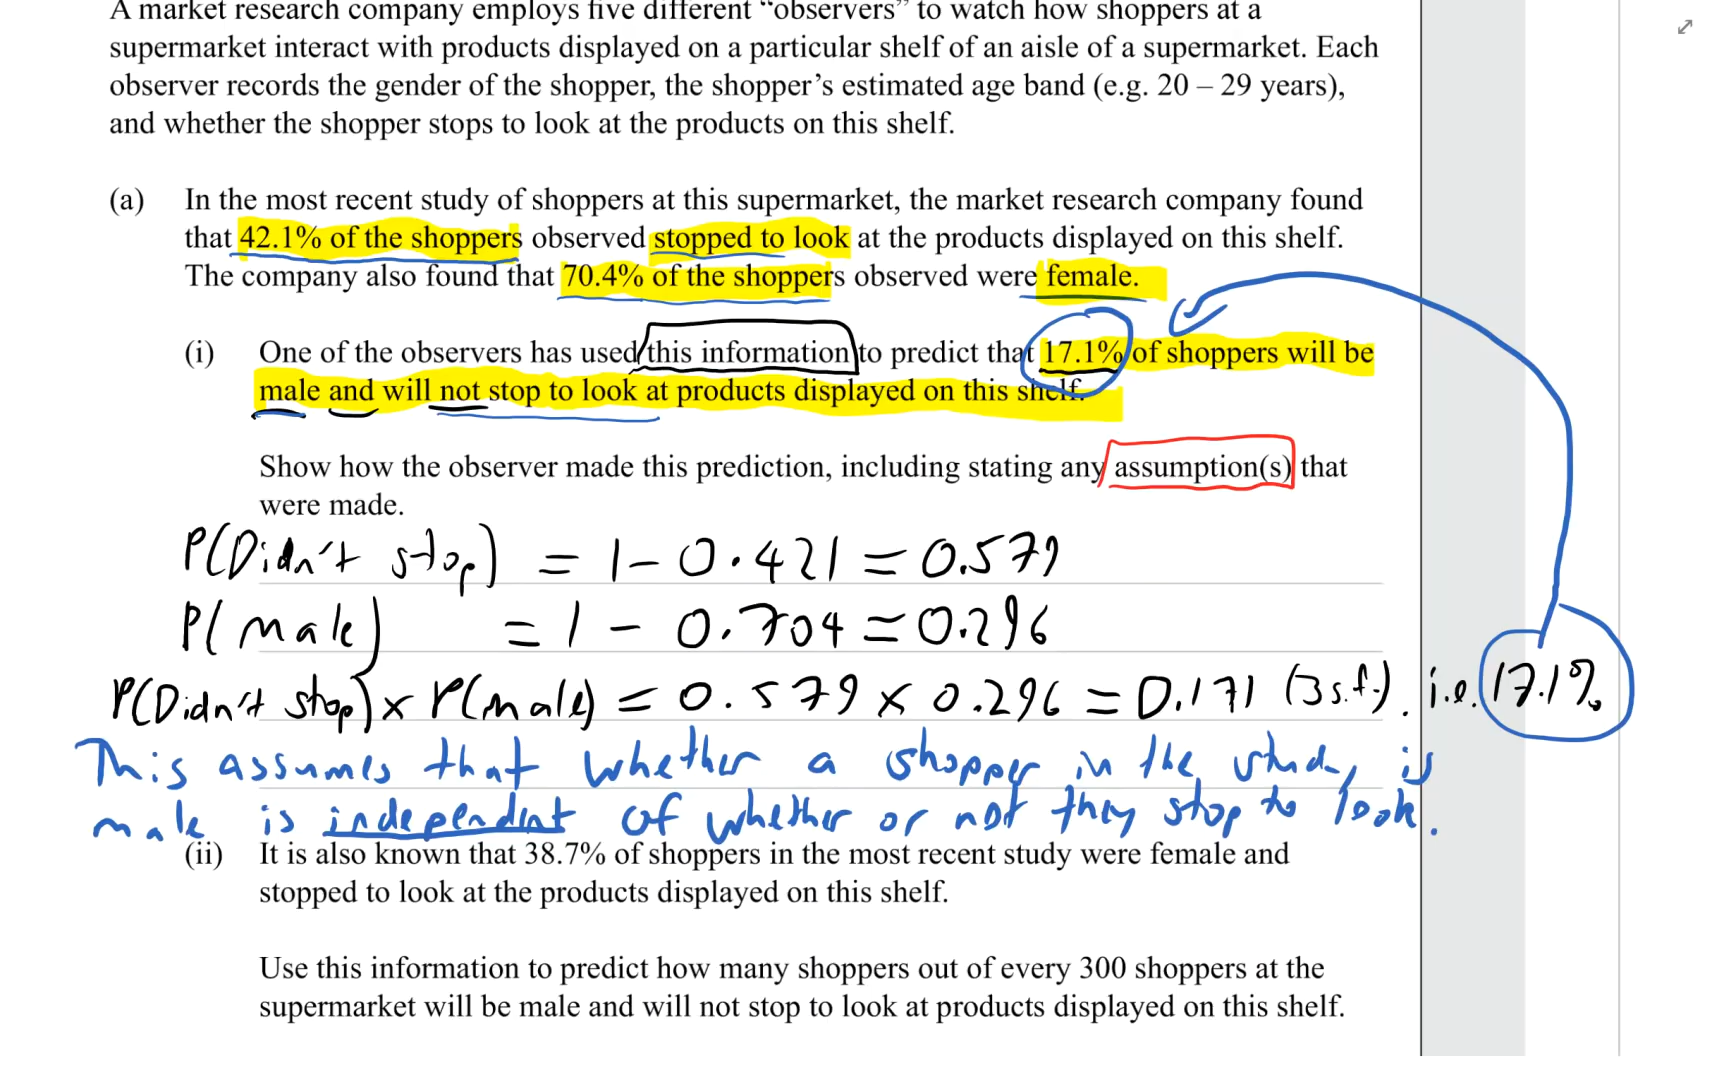 A market research company employs five different “observers” to watch how shoppers at a
supermarket interact with products displayed on a particular shelf of an aisle of a supermarket. Each
observer records the gender of the shopper, the shopper’s estimated age band (e.g. 20 – 29 years),
and whether the shopper stops to look at the products on this shelf.
(a) In the most recent study of shoppers at this supermarket, the market research company found
that 42.1% of the shoppers observed stopped to look at the products displayed on this shelf.
The company also found that 70.4% of the shoppers observed were female.
(i) One of the observers has used this information to predict that 17.1% of shoppers will be
male and will not stop to look at products displayed on this shelf.
Show how the observer made this prediction, including stating any assumption(s) that
were made.
P(Didn't stop) = 1 - 0.421 = 0.579
P(male) = 1 - 0.704 = 0.296
P(Didn't stop) x P(male) = 0.579 x 0.296 = 0.171 (3 s.f.). i.e. 17.1%
This assumes that whether a shopper in the study is
male is independent of whether or not they stop to look.
(ii) It is also known that 38.7% of shoppers in the most recent study were female and
stopped to look at the products displayed on this shelf.
Use this information to predict how many shoppers out of every 300 shoppers at the
supermarket will be male and will not stop to look at products displayed on this shelf.